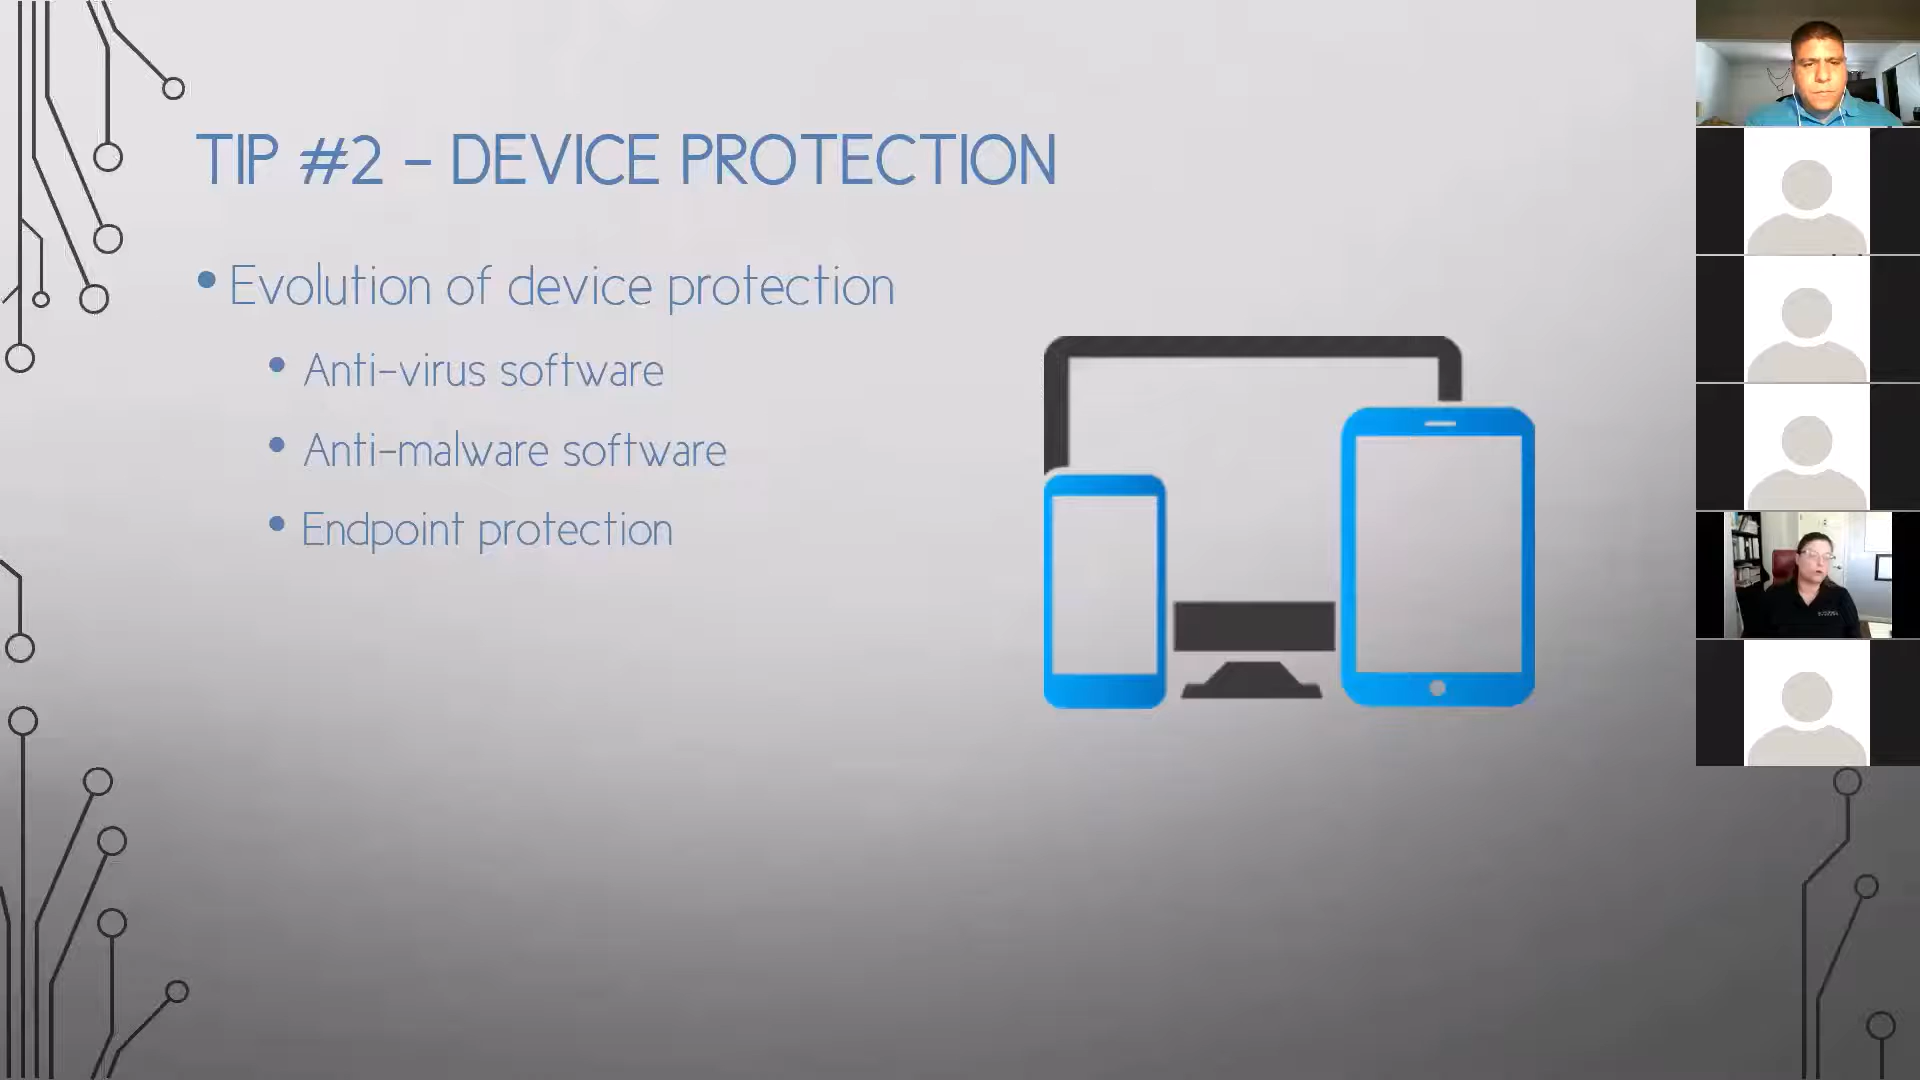 TIP #2 - DEVICE PROTECTION
• Evolution of device protection
• Anti-virus software
• Anti-malware software
• Endpoint protection